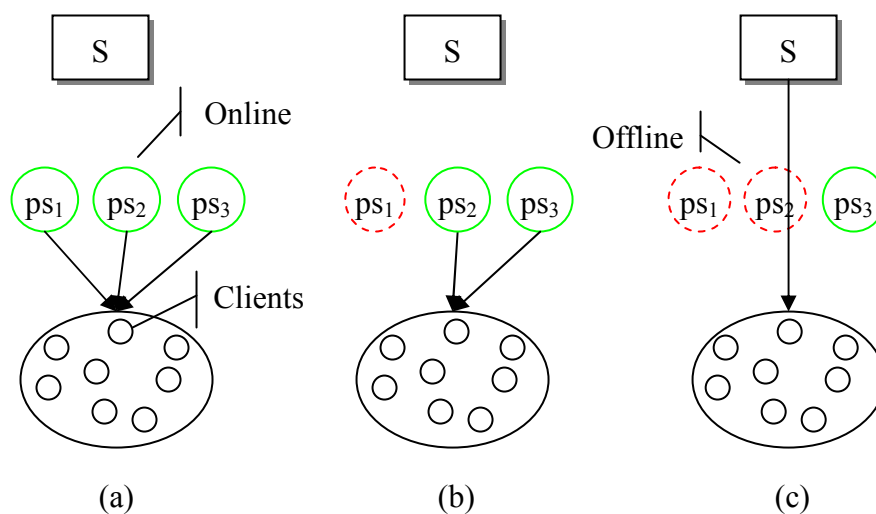 S
S
S
Online
Offline
ps₁
ps₂
ps₃
ps₁
ps₂
ps₃
ps₁
ps₂
ps₃
Clients
(a)
(b)
(c)